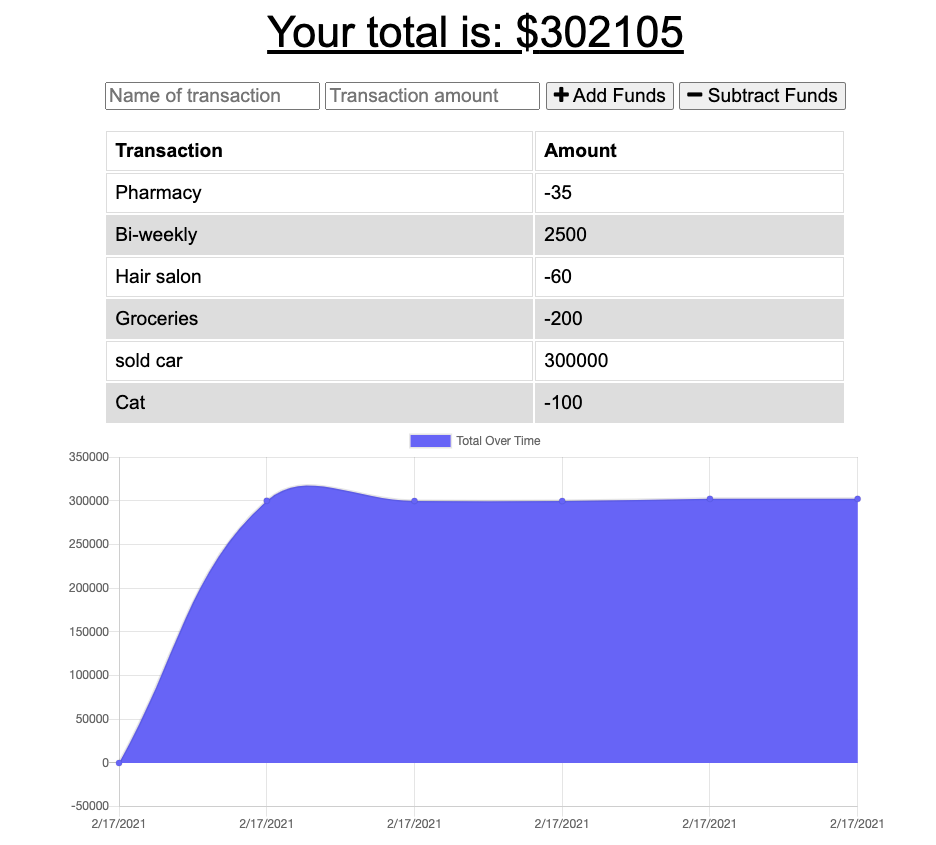 Your total is: $302105
Name of transaction Transaction amount + Add Funds − Subtract Funds
Transaction Amount
Pharmacy -35
Bi-weekly 2500
Hair salon -60
Groceries -200
sold car 300000
Cat -100
Total Over Time
350000
300000
250000
200000
150000
100000
50000
0
-50000
2/17/2021 2/17/2021 2/17/2021 2/17/2021 2/17/2021 2/17/2021